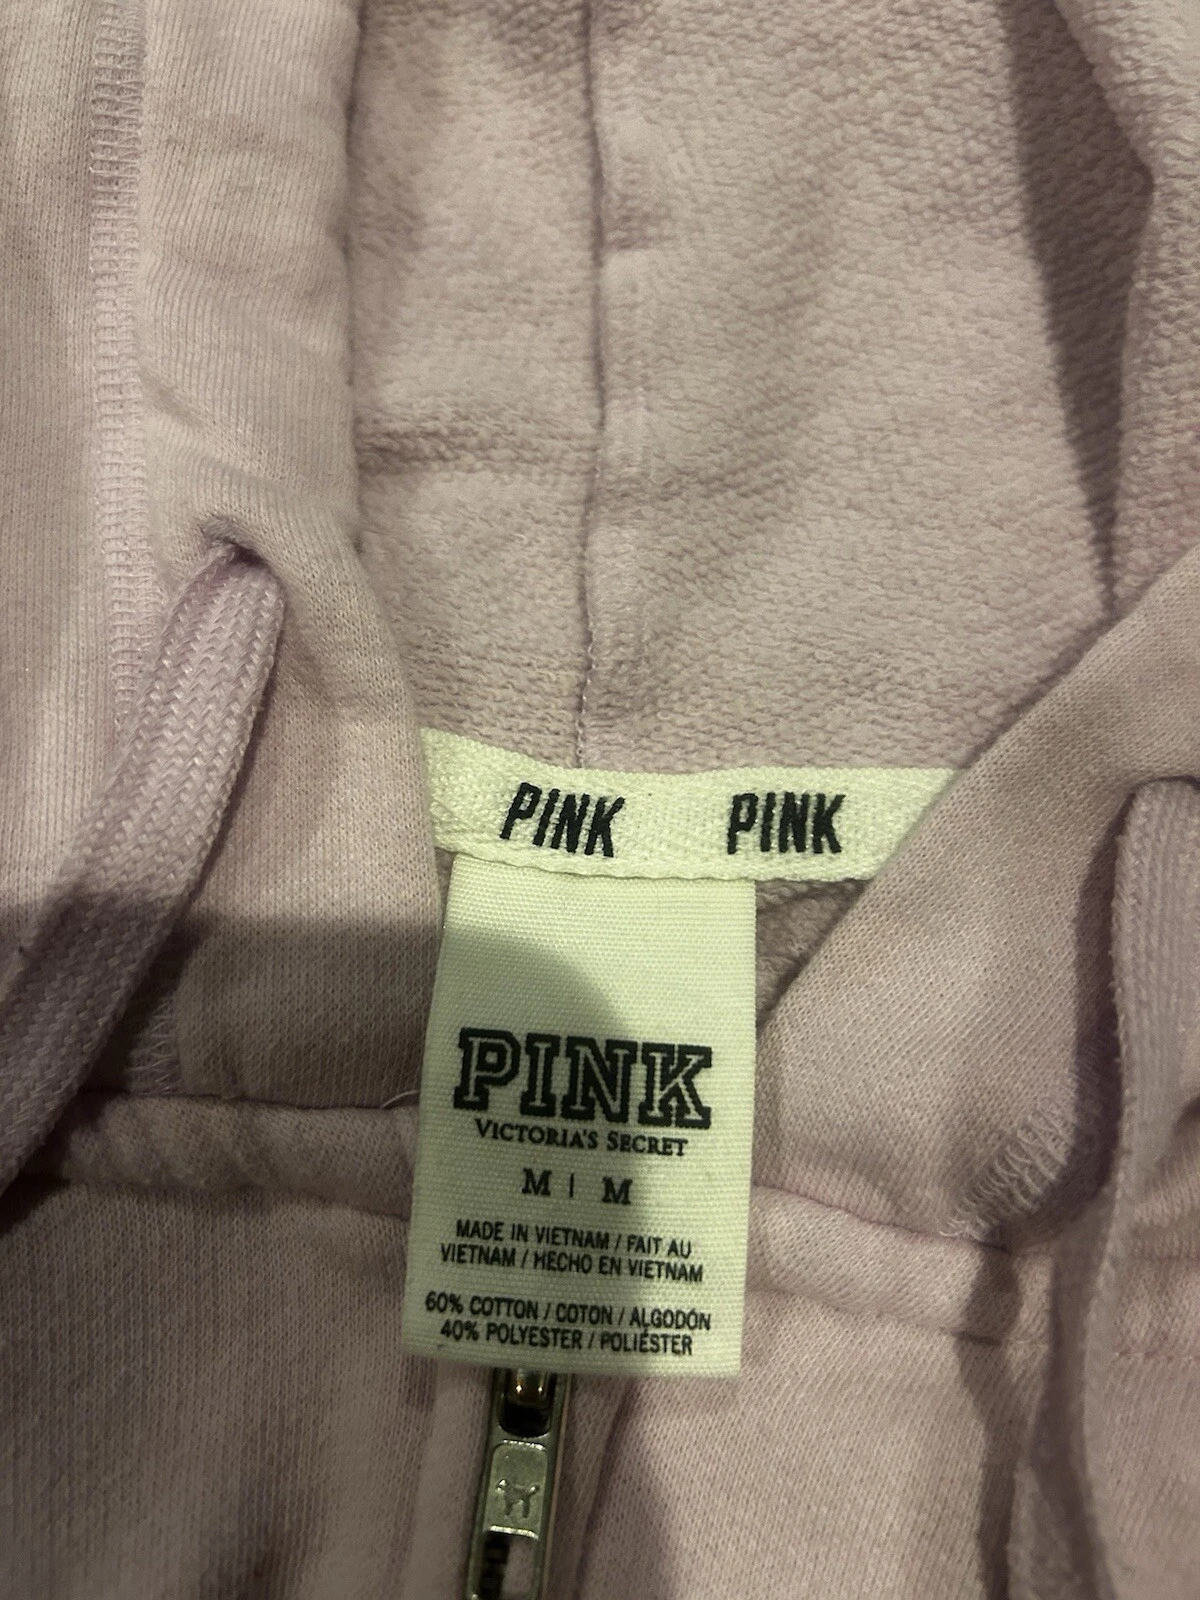 PINK PINK
PINK
VICTORIA'S SECRET
M | M
MADE IN VIETNAM / FAIT AU
VIETNAM / HECHO EN VIETNAM
60% COTTON / COTON / ALGODÓN
40% POLYESTER / POLIÉSTER